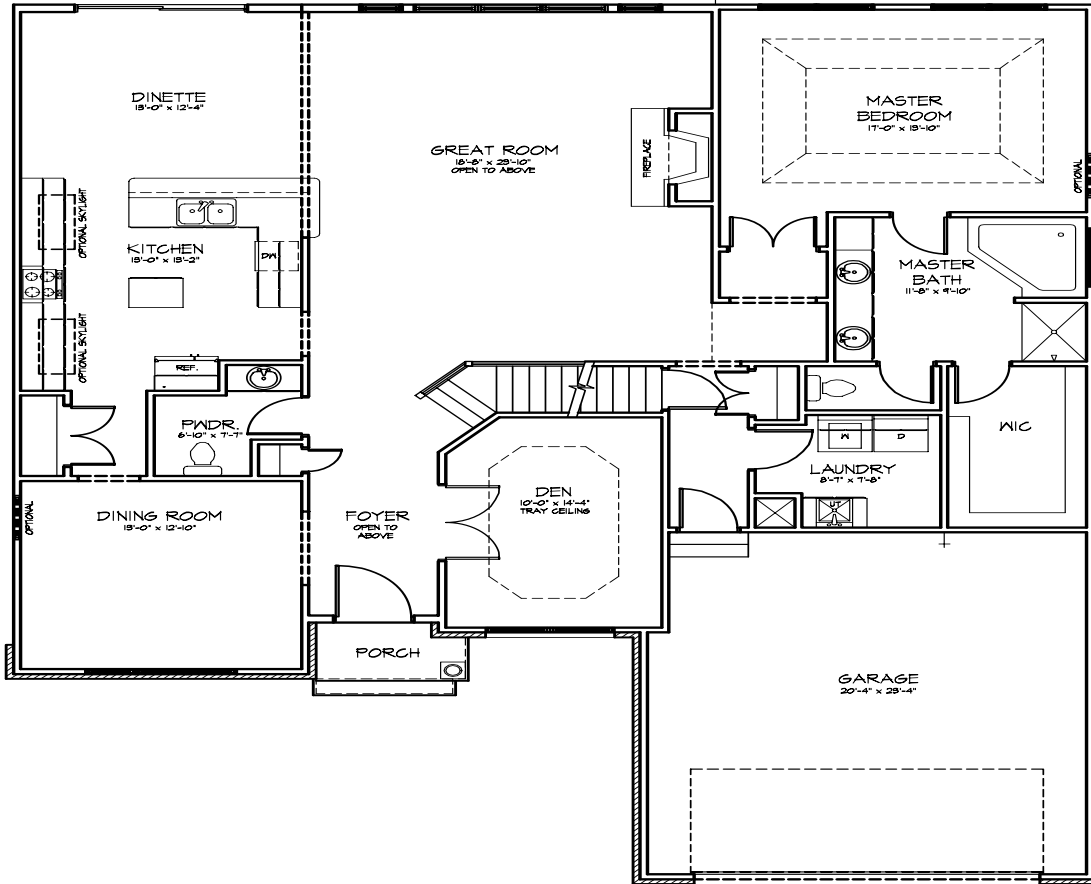 DINETTE
13'-0" x 12'-4"
GREAT ROOM
18'-8" x 23'-10"
OPEN TO ABOVE
FIREPLACE
MASTER
BEDROOM
17'-0" x 13'-10"
OPTIONAL
OPTIONAL SKYLIGHT
KITCHEN
13'-0" x 13'-2"
DW
OPTIONAL SKYLIGHT
REF.
MASTER
BATH
11'-8" x 9'-10"
PWDR.
6'-10" x 7'-7"
WIC
W
D
LAUNDRY
8'-7" x 7'-8"
OPTIONAL
DINING ROOM
13'-0" x 12'-10"
FOYER
OPEN TO
ABOVE
DEN
10'-0" x 14'-4"
TRAY CEILING
PORCH
GARAGE
20'-4" x 23'-4"